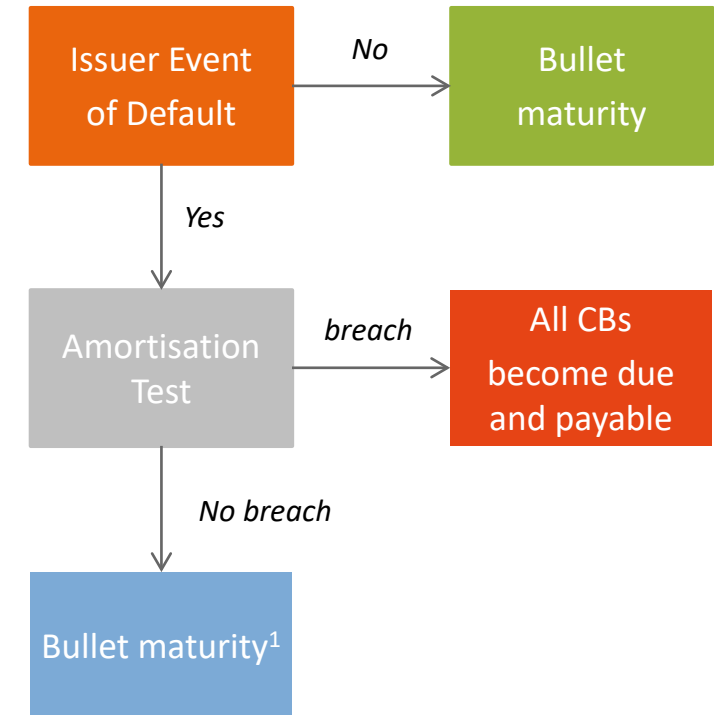 Issuer Event
of Default
No
Bullet
maturity
Yes
Amortisation
Test
breach
All CBs
become due
and payable
No breach
Bullet maturity¹